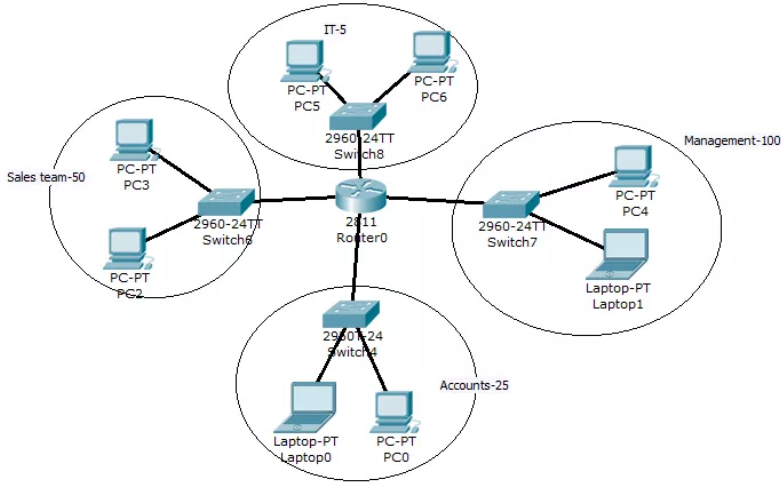 IT-5
PC-PT
PC5
PC-PT
PC6
2960-24TT
Switch8
Sales team-50
PC-PT
PC3
2960-24TT
Switch6
PC-PT
PC2
2811
Router0
Management-100
PC-PT
PC4
2960-24TT
Switch7
Laptop-PT
Laptop1
2950T-24
Switch4
Accounts-25
Laptop-PT
Laptop0
PC-PT
PC0